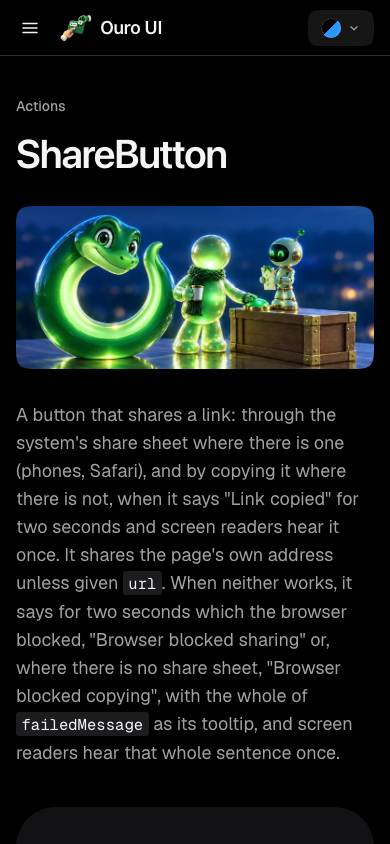 Ouro UI
Actions
ShareButton
A button that shares a link: through the
system's share sheet where there is one
(phones, Safari), and by copying it where
there is not, when it says "Link copied" for
two seconds and screen readers hear it
once. It shares the page's own address
unless given url. When neither works, it
says for two seconds which the browser
blocked, "Browser blocked sharing" or,
where there is no share sheet, "Browser
blocked copying", with the whole of
failedMessage as its tooltip, and screen
readers hear that whole sentence once.